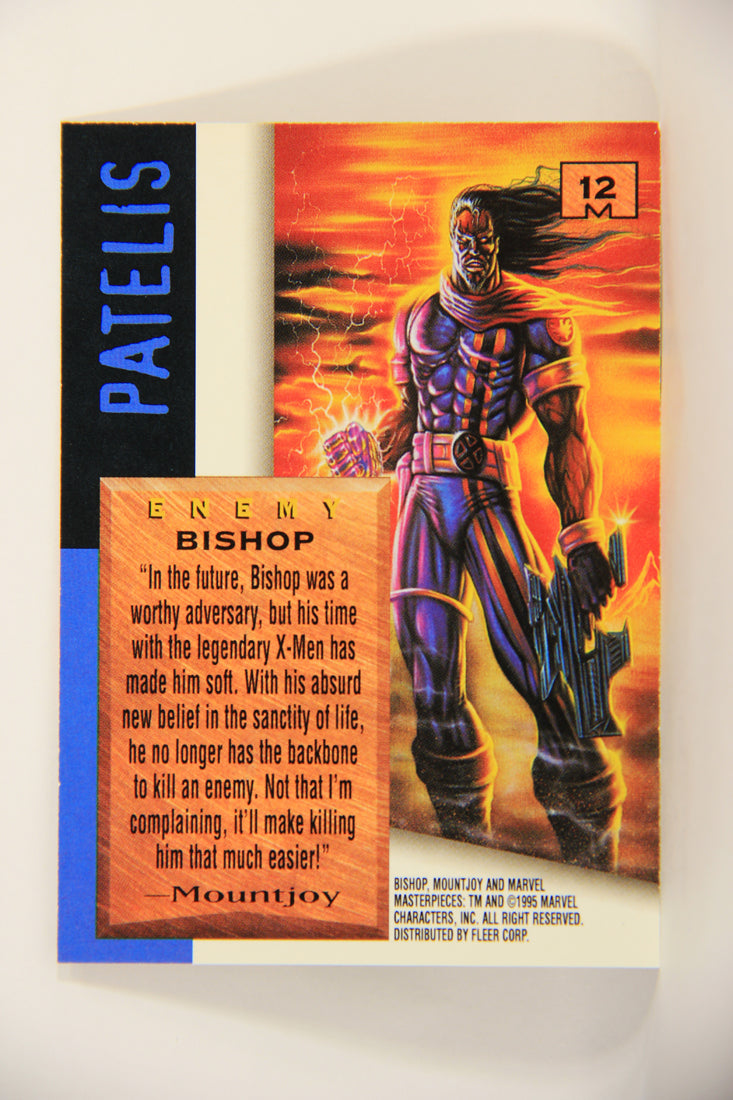 PATELIS
12
M
ENEMY
BISHOP
“In the future, Bishop was a
worthy adversary, but his time
with the legendary X-Men has
made him soft. With his absurd
new belief in the sanctity of life,
he no longer has the backbone
to kill an enemy. Not that I'm
complaining, it'll make killing
him that much easier!”
—Mountjoy
BISHOP, MOUNTJOY AND MARVEL
MASTERPIECES: TM AND ©1995 MARVEL
CHARACTERS, INC. ALL RIGHT RESERVED.
DISTRIBUTED BY FLEER CORP.